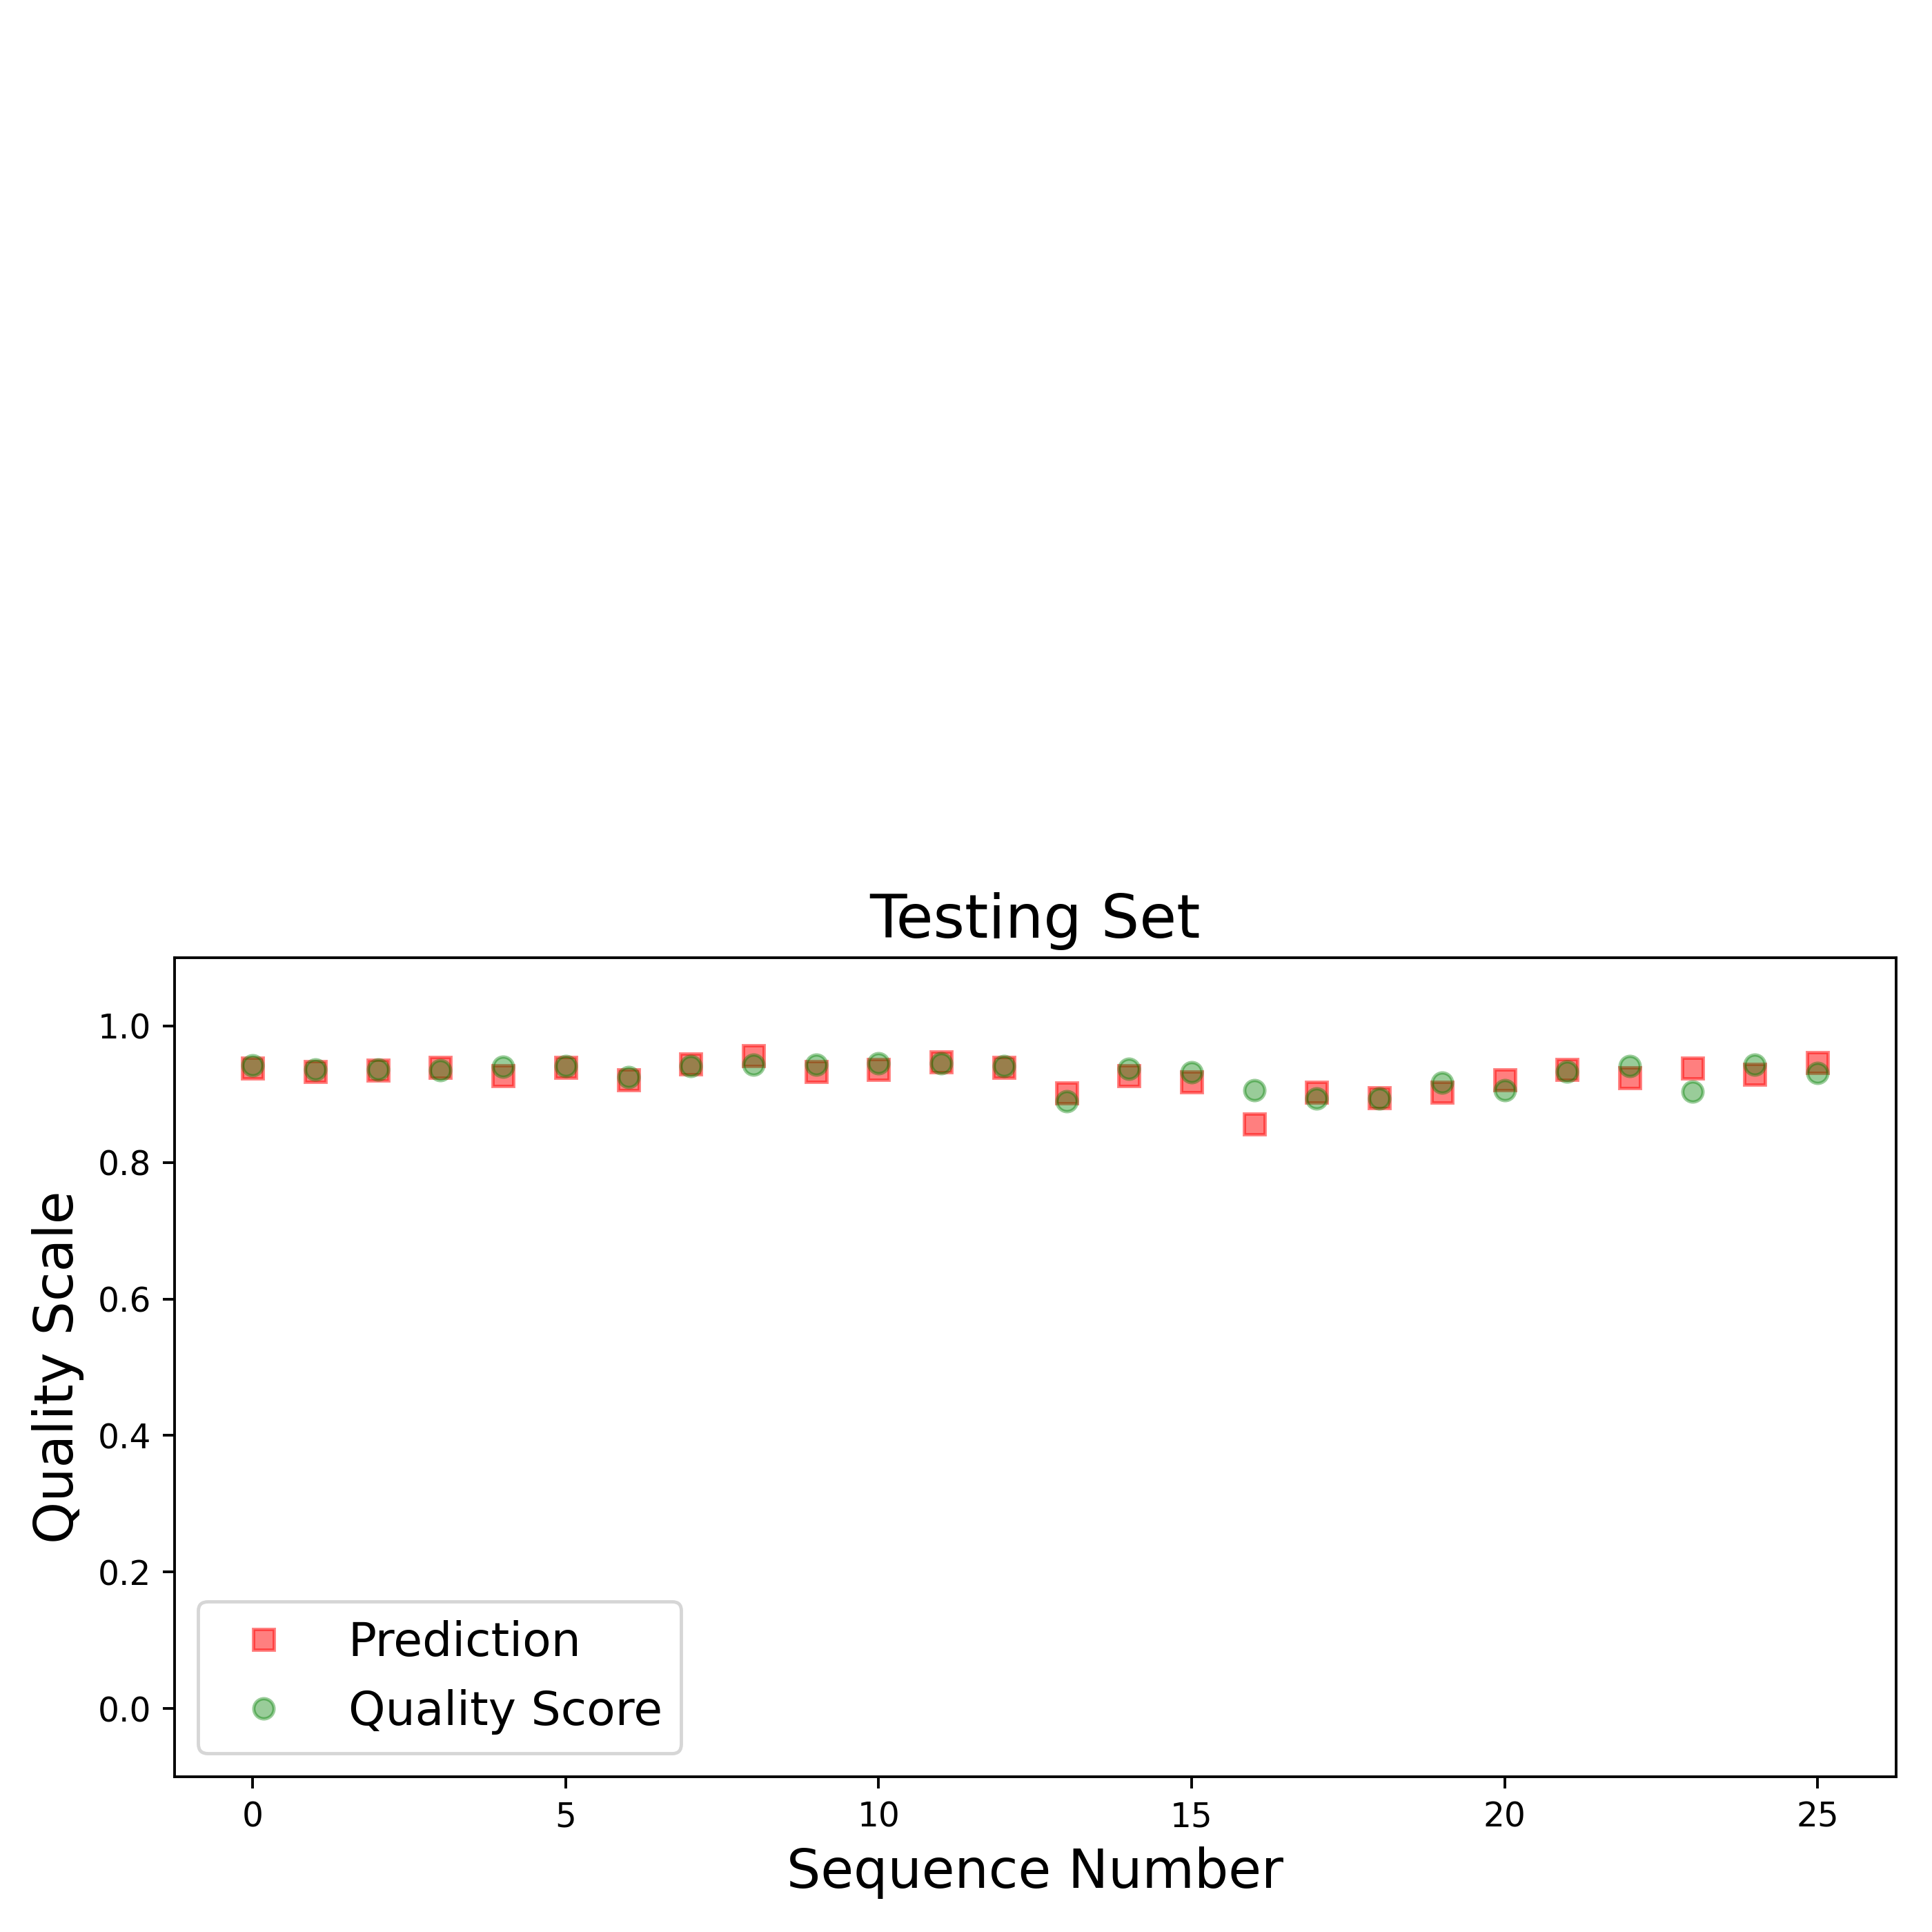 Testing Set
1.0
0.8
0.6
0.4
0.2
0.0
Quality Scale
Prediction
Quality Score
0 5 10 15 20 25
Sequence Number